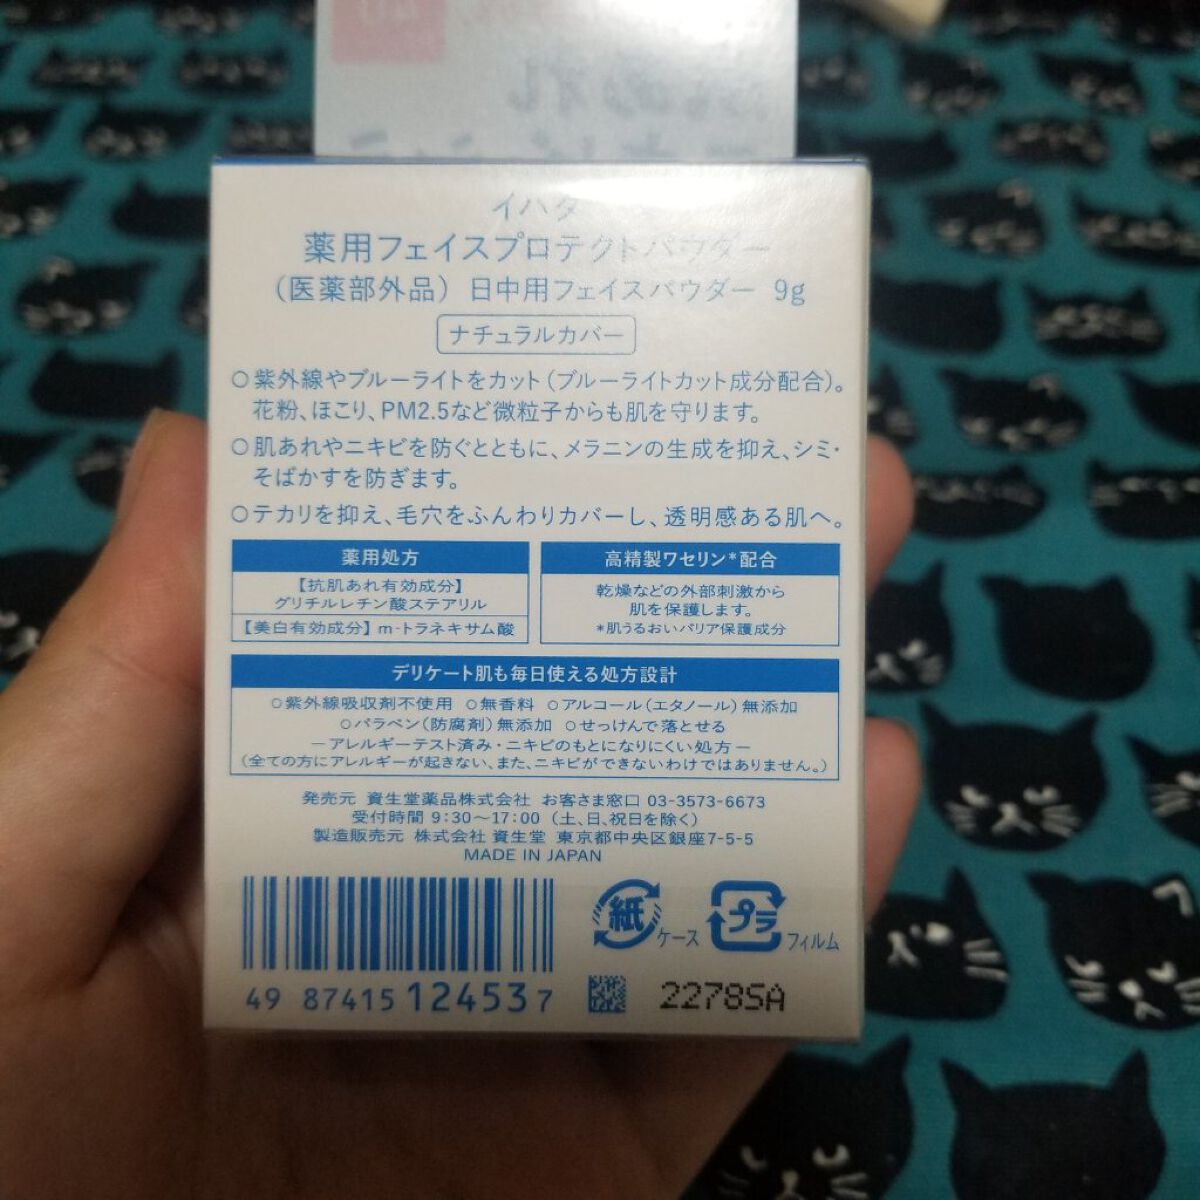 イハダ
薬用フェイスプロテクトパウダー
（医薬部外品）日中用フェイスパウダー 9g
ナチュラルカバー
○紫外線やブルーライトをカット（ブルーライトカット成分配合）。
花粉、ほこり、PM2.5など微粒子からも肌を守ります。
○肌あれやニキビを防ぐとともに、メラニンの生成を抑え、シミ・
そばかすを防ぎます。
○テカリを抑え、毛穴をふんわりカバーし、透明感ある肌へ。
薬用処方
【抗肌あれ有効成分】
グリチルレチン酸ステアリル
【美白有効成分】m-トラネキサム酸
高精製ワセリン*配合
乾燥などの外部刺激から
肌を保護します。
*肌うるおいバリア保護成分
デリケート肌も毎日使える処方設計
○紫外線吸収剤不使用 ○無香料 ○アルコール（エタノール）無添加
○パラベン（防腐剤）無添加 ○せっけんで落とせる
－アレルギーテスト済み・ニキビのもとになりにくい処方－
（全ての方にアレルギーが起きない、また、ニキビができないわけではありません。）
発売元 資生堂薬品株式会社 お客さま窓口 03-3573-6673
受付時間 9:30～17:00（土、日、祝日を除く）
製造販売元 株式会社 資生堂 東京都中央区銀座7-5-5
MADE IN JAPAN
紙 ケース プラ フィルム
49 87415 12453 7
2278SA